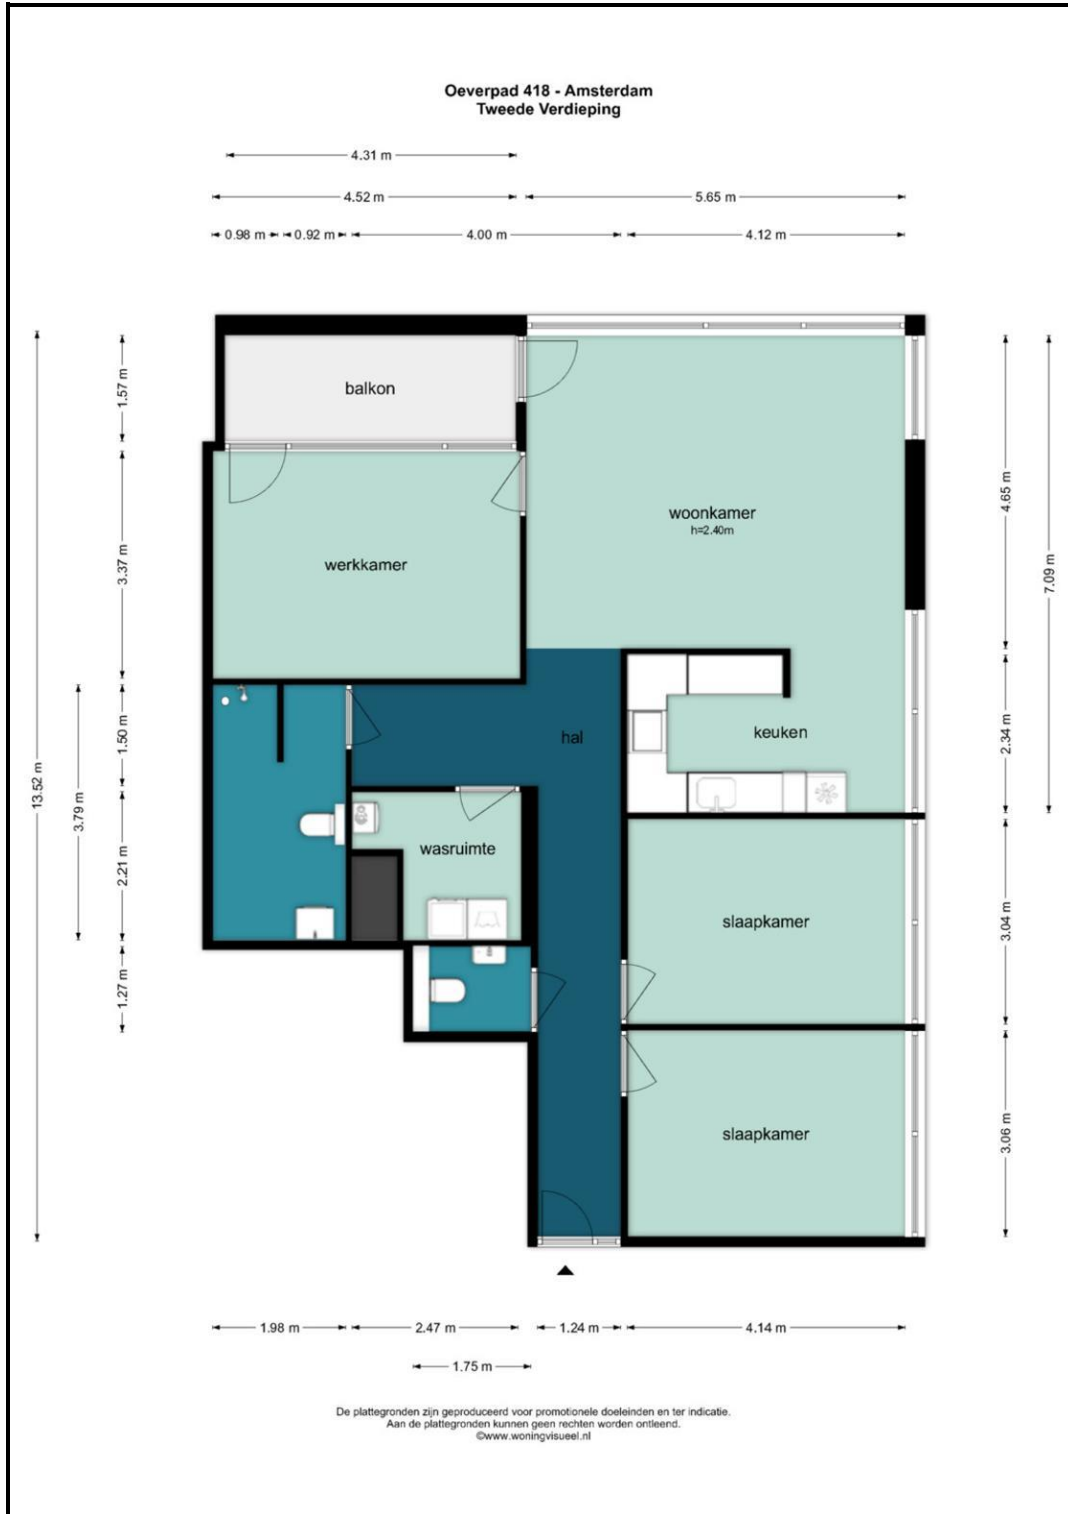 Oeverpad 418 - Amsterdam
Tweede Verdieping
4.31 m
4.52 m
5.65 m
0.98 m
0.92 m
4.00 m
4.12 m
balkon
1.57 m
4.65 m
7.09 m
woonkamer
h=2.40m
werkkamer
3.37 m
13.52 m
3.79 m
1.50 m
hal
keuken
2.34 m
2.21 m
wasruimte
slaapkamer
3.04 m
1.27 m
slaapkamer
3.06 m
1.98 m
2.47 m
1.24 m
4.14 m
1.75 m
De plattegronden zijn geproduceerd voor promotionele doeleinden en ter indicatie.
Aan de plattegronden kunnen geen rechten worden ontleend.
©www.woningvisueel.nl